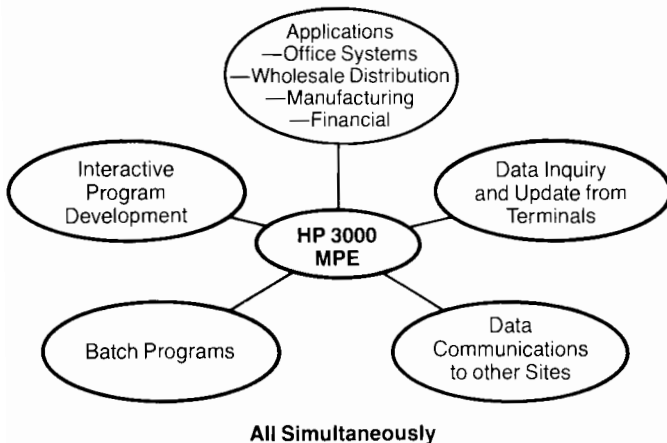 Applications
—Office Systems
—Wholesale Distribution
—Manufacturing
—Financial
Interactive
Program
Development
Data Inquiry
and Update from
Terminals
HP 3000
MPE
Batch Programs
Data
Communications
to other Sites
All Simultaneously